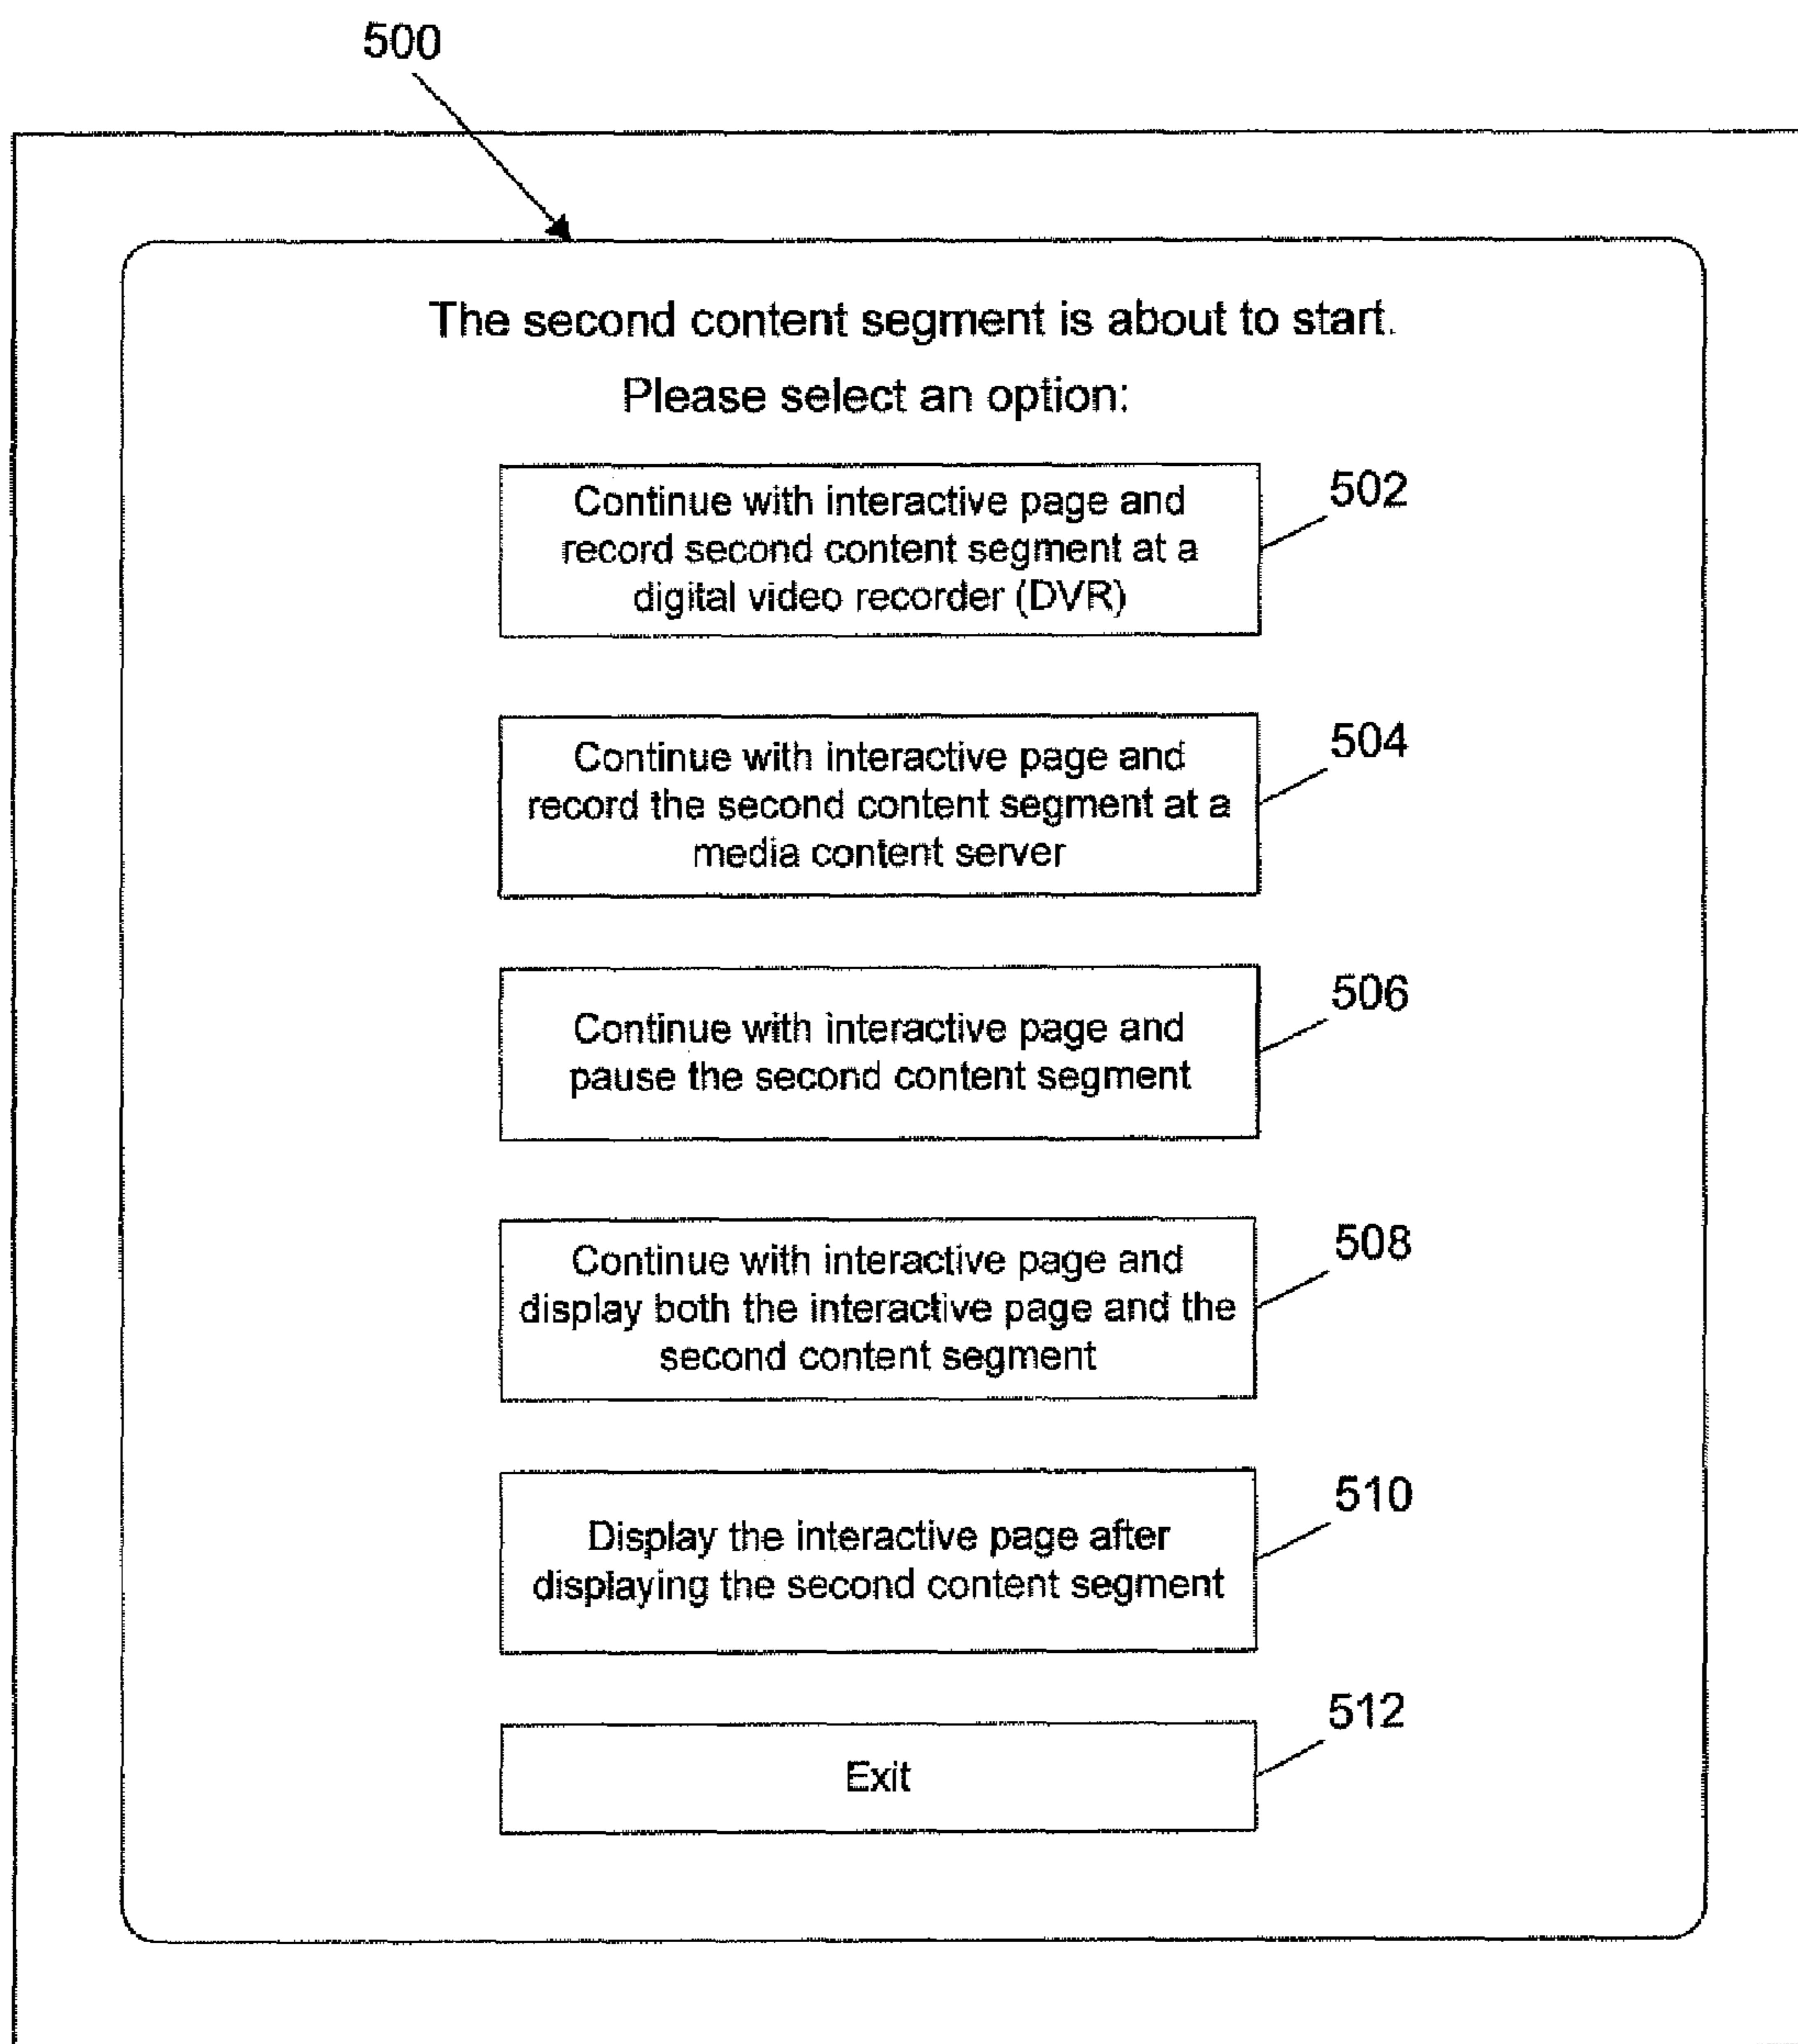 500
The second content segment is about to start.
Please select an option:
Continue with interactive page and
record second content segment at a
digital video recorder (DVR)
502
Continue with interactive page and
record the second content segment at a
media content server
504
Continue with interactive page and
pause the second content segment
506
Continue with interactive page and
display both the interactive page and the
second content segment
508
Display the interactive page after
displaying the second content segment
510
Exit
512